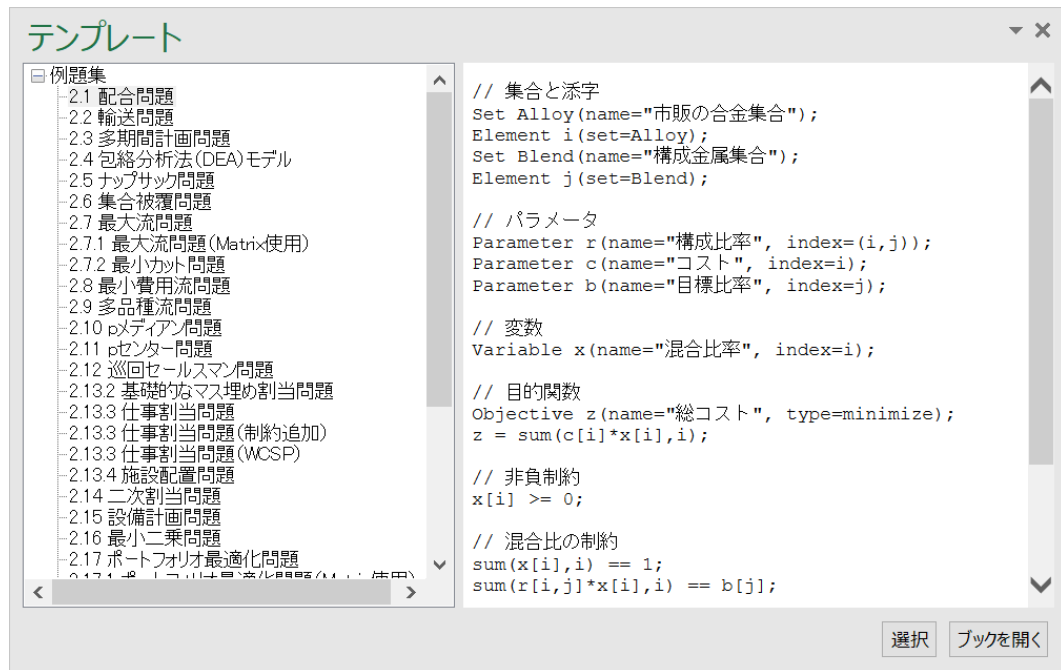 テンプレート
例題集
2.1 配合問題
2.2 輸送問題
2.3 多期間計画問題
2.4 包絡分析法(DEA)モデル
2.5 ナップサック問題
2.6 集合被覆問題
2.7 最大流問題
2.7.1 最大流問題(Matrix使用)
2.7.2 最小カット問題
2.8 最小費用流問題
2.9 多品種流問題
2.10 pメディアン問題
2.11 pセンター問題
2.12 巡回セールスマン問題
2.13.2 基礎的なマス埋め割当問題
2.13.3 仕事割当問題
2.13.3 仕事割当問題(制約追加)
2.13.3 仕事割当問題(WCSP)
2.13.4 施設配置問題
2.14 二次割当問題
2.15 設備計画問題
2.16 最小二乗問題
2.17 ポートフォリオ最適化問題
// 集合と添字
Set Alloy(name="市販の合金集合");
Element i(set=Alloy);
Set Blend(name="構成金属集合");
Element j(set=Blend);
// パラメータ
Parameter r(name="構成比率", index=(i,j));
Parameter c(name="コスト", index=i);
Parameter b(name="目標比率", index=j);
// 変数
Variable x(name="混合比率", index=i);
// 目的関数
Objective z(name="総コスト", type=minimize);
z = sum(c[i]*x[i],i);
// 非負制約
x[i] >= 0;
// 混合比の制約
sum(x[i],i) == 1;
sum(r[i,j]*x[i],i) == b[j];
選択
ブックを開く